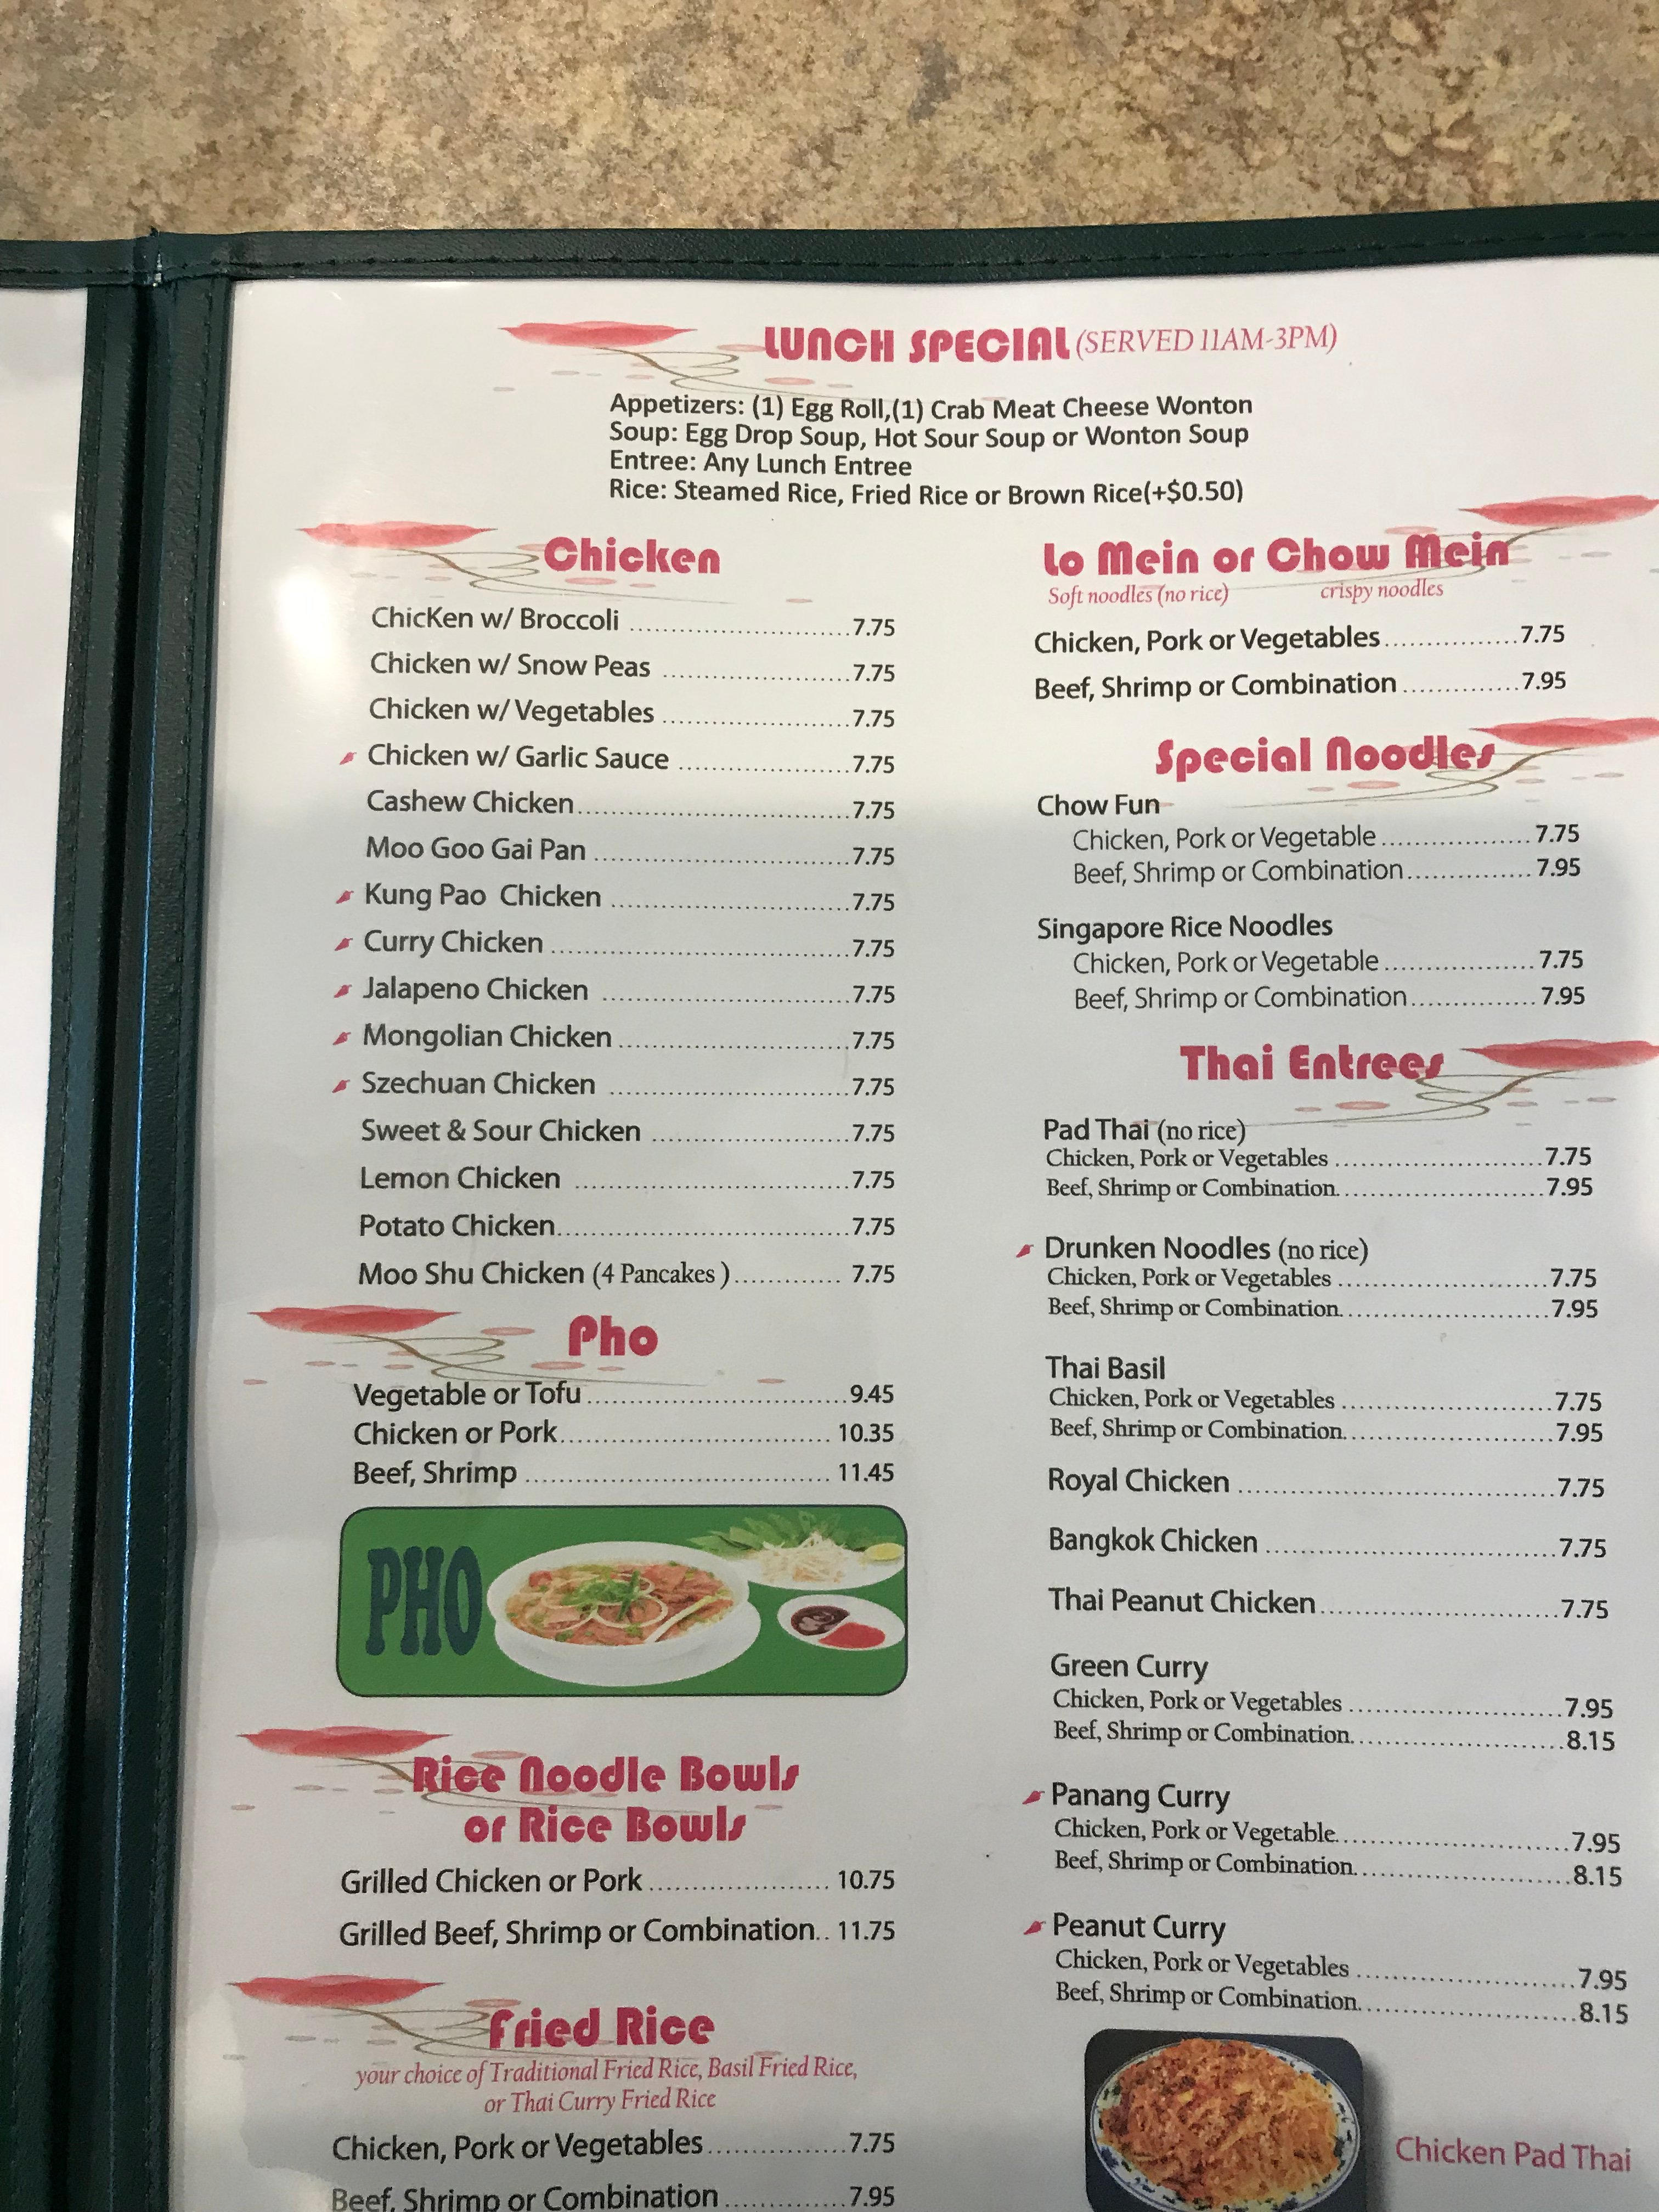 LUNCH SPECIAL (SERVED 11AM-3PM)
Appetizers: (1) Egg Roll,(1) Crab Meat Cheese Wonton
Soup: Egg Drop Soup, Hot Sour Soup or Wonton Soup
Entree: Any Lunch Entree
Rice: Steamed Rice, Fried Rice or Brown Rice(+$0.50)
Chicken
ChicKen w/ Broccoli ........................ 7.75
Chicken w/ Snow Peas ........................ 7.75
Chicken w/ Vegetables ........................ 7.75
Chicken w/ Garlic Sauce ........................ 7.75
Cashew Chicken ........................ 7.75
Moo Goo Gai Pan ........................ 7.75
Kung Pao Chicken ........................ 7.75
Curry Chicken ........................ 7.75
Jalapeno Chicken ........................ 7.75
Mongolian Chicken ........................ 7.75
Szechuan Chicken ........................ 7.75
Sweet & Sour Chicken ........................ 7.75
Lemon Chicken ........................ 7.75
Potato Chicken ........................ 7.75
Moo Shu Chicken (4 Pancakes ) ............ 7.75
Pho
Vegetable or Tofu ........................ 9.45
Chicken or Pork ........................ 10.35
Beef, Shrimp ........................ 11.45
PHO
Rice Noodle Bowls
or Rice Bowls
Grilled Chicken or Pork ........................ 10.75
Grilled Beef, Shrimp or Combination.. 11.75
Fried Rice
your choice of Traditional Fried Rice, Basil Fried Rice,
or Thai Curry Fried Rice
Chicken, Pork or Vegetables ............... 7.75
Beef, Shrimp or Combination ............... 7.95
Lo Mein or Chow Mein
Soft noodles (no rice) crispy noodles
Chicken, Pork or Vegetables ............... 7.75
Beef, Shrimp or Combination ............... 7.95
Special Noodles
Chow Fun
Chicken, Pork or Vegetable ............... 7.75
Beef, Shrimp or Combination ............... 7.95
Singapore Rice Noodles
Chicken, Pork or Vegetable ............... 7.75
Beef, Shrimp or Combination ............... 7.95
Thai Entrees
Pad Thai (no rice)
Chicken, Pork or Vegetables ........................ 7.75
Beef, Shrimp or Combination ........................ 7.95
Drunken Noodles (no rice)
Chicken, Pork or Vegetables ........................ 7.75
Beef, Shrimp or Combination ........................ 7.95
Thai Basil
Chicken, Pork or Vegetables ........................ 7.75
Beef, Shrimp or Combination ........................ 7.95
Royal Chicken ........................ 7.75
Bangkok Chicken ........................ 7.75
Thai Peanut Chicken ........................ 7.75
Green Curry
Chicken, Pork or Vegetables ........................ 7.95
Beef, Shrimp or Combination ........................ 8.15
Panang Curry
Chicken, Pork or Vegetable ........................ 7.95
Beef, Shrimp or Combination ........................ 8.15
Peanut Curry
Chicken, Pork or Vegetables ........................ 7.95
Beef, Shrimp or Combination ........................ 8.15
Chicken Pad Thai